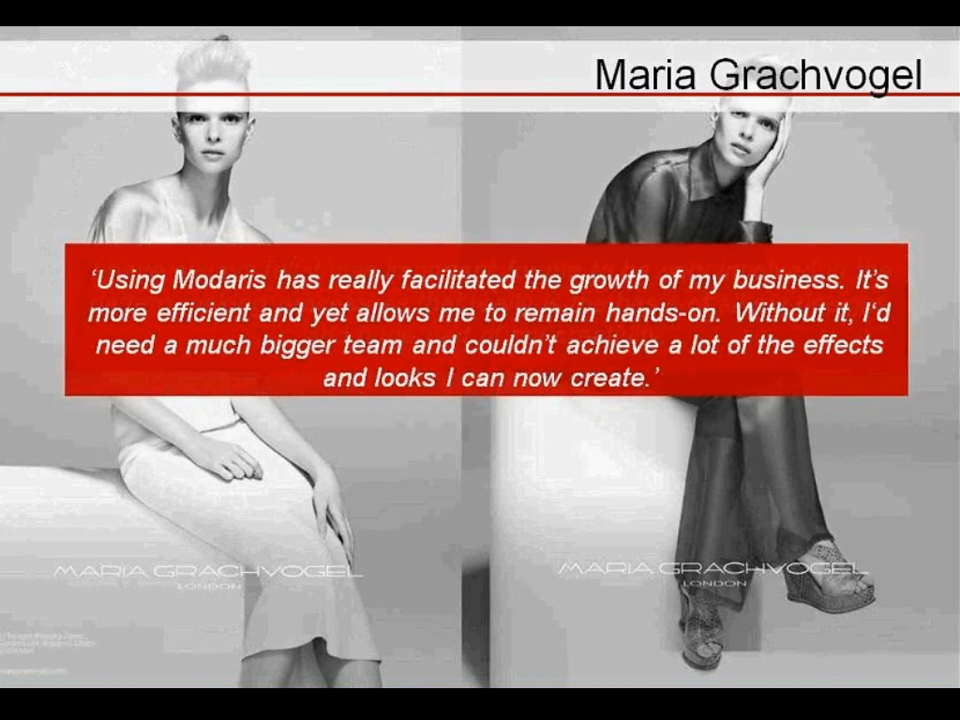 Maria Grachvogel
‘Using Modaris has really facilitated the growth of my business. It’s
more efficient and yet allows me to remain hands-on. Without it, I‘d
need a much bigger team and couldn’t achieve a lot of the effects
and looks I can now create.’
MARIA GRACHVOGEL
LONDON
MARIA GRACHVOGEL
LONDON